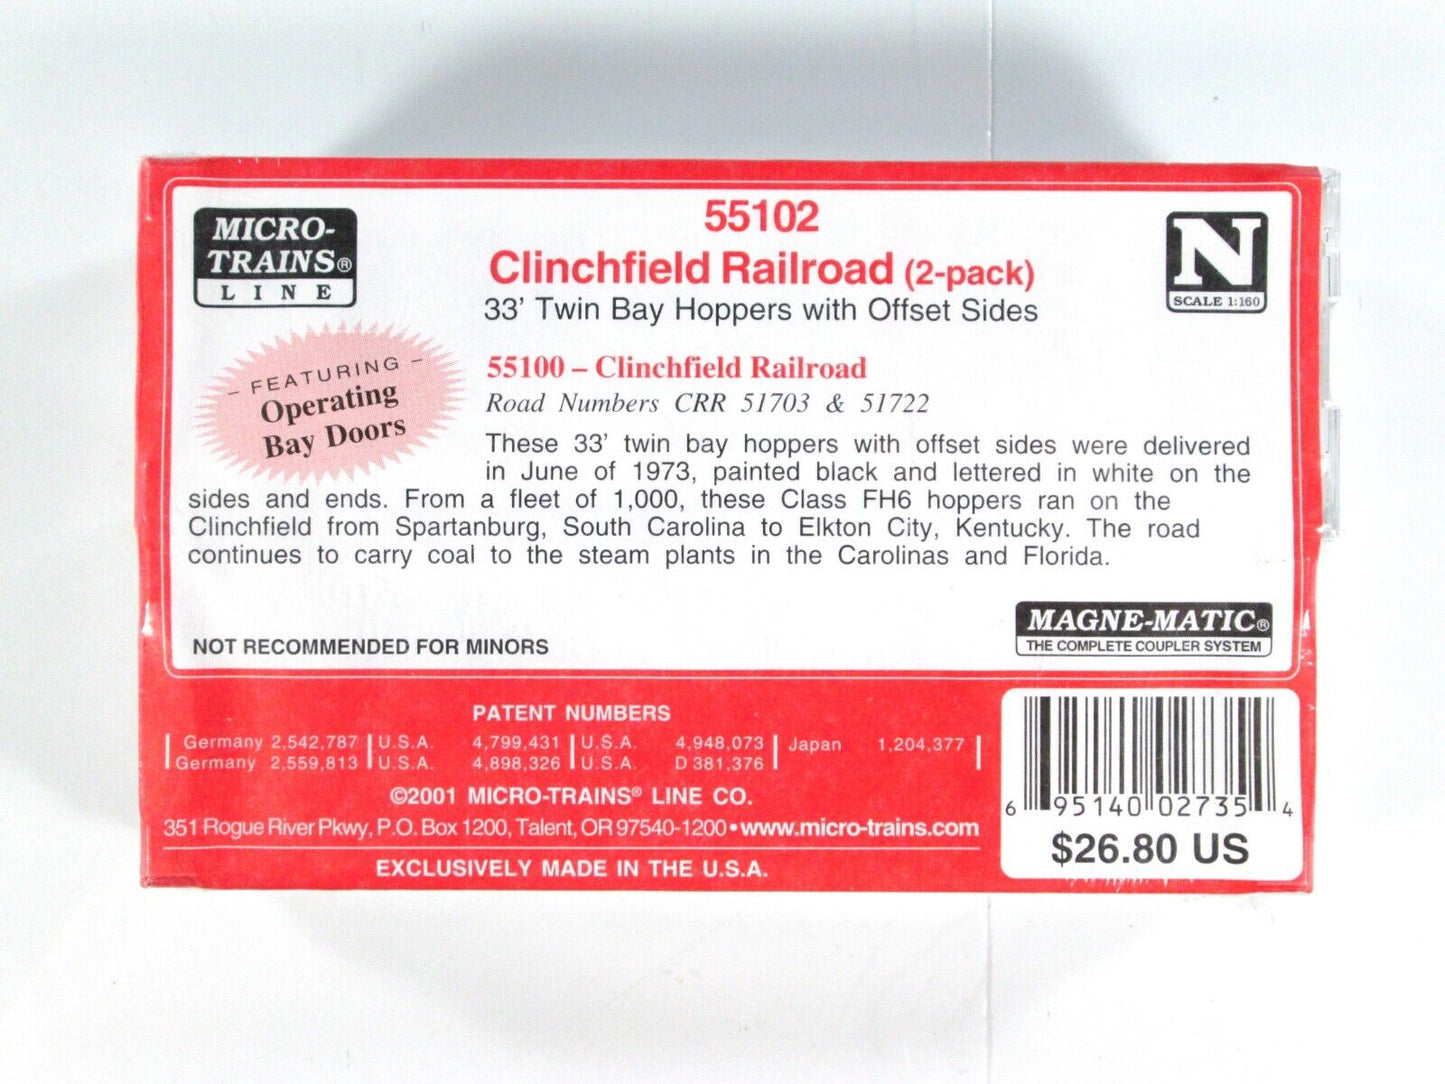 MICRO-
TRAINS®
LINE
55102
Clinchfield Railroad (2-pack)
33’ Twin Bay Hoppers with Offset Sides
N
SCALE 1:160
– FEATURING –
Operating
Bay Doors
55100 – Clinchfield Railroad
Road Numbers CRR 51703 & 51722
These 33’ twin bay hoppers with offset sides were delivered
in June of 1973, painted black and lettered in white on the
sides and ends. From a fleet of 1,000, these Class FH6 hoppers ran on the
Clinchfield from Spartanburg, South Carolina to Elkton City, Kentucky. The road
continues to carry coal to the steam plants in the Carolinas and Florida.
NOT RECOMMENDED FOR MINORS
MAGNE-MATIC®
THE COMPLETE COUPLER SYSTEM
PATENT NUMBERS
Germany 2,542,787 | U.S.A. 4,799,431 | U.S.A. 4,948,073 | Japan 1,204,377
Germany 2,559,813 | U.S.A. 4,898,326 | U.S.A. D 381,376
©2001 MICRO-TRAINS® LINE CO.
351 Rogue River Pkwy, P.O. Box 1200, Talent, OR 97540-1200 • www.micro-trains.com
EXCLUSIVELY MADE IN THE U.S.A.
6 95140 02735 4
$26.80 US